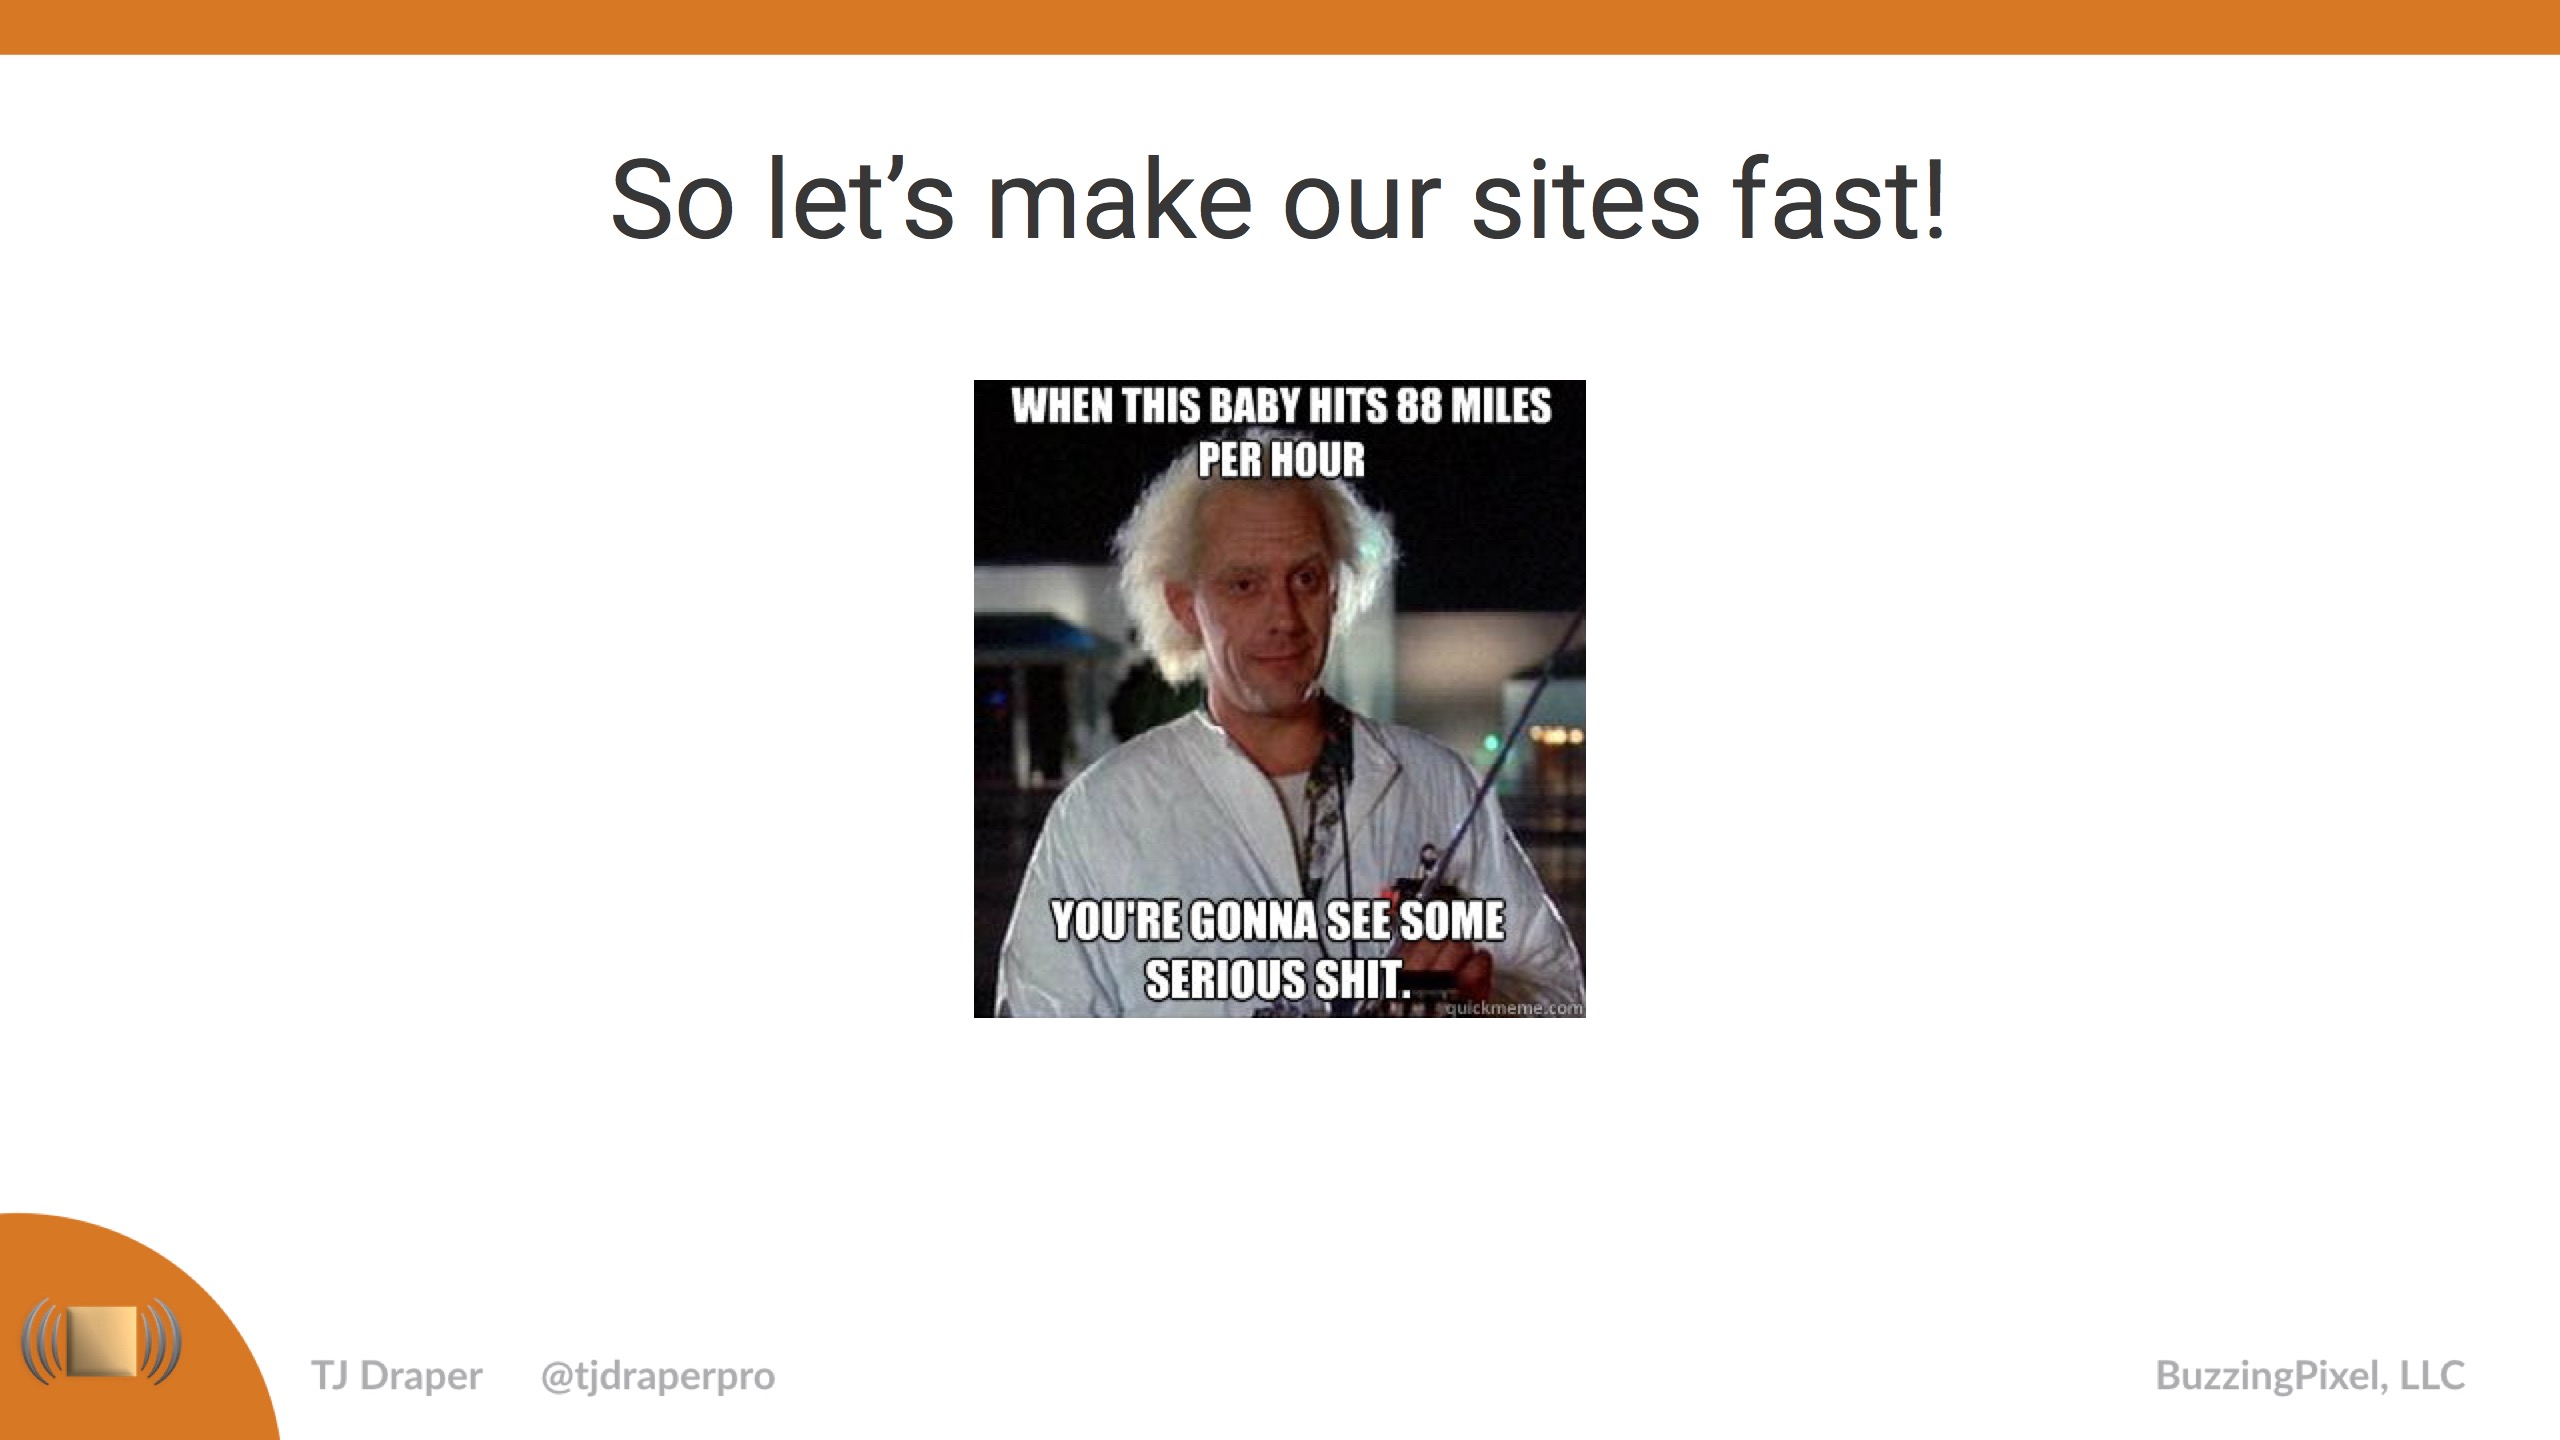 So let’s make our sites fast!
WHEN THIS BABY HITS 88 MILES
PER HOUR
YOU'RE GONNA SEE SOME
SERIOUS SHIT.
quickmeme.com
TJ Draper @tjdraperpro
BuzzingPixel, LLC